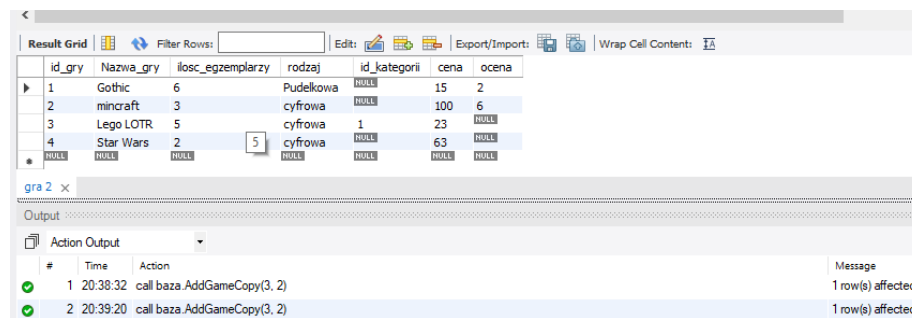 Result Grid Filter Rows: Edit: Export/Import: Wrap Cell Content: IA
id_gry Nazwa_gry ilosc_egzemplarzy rodzaj id_kategorii cena ocena
1 Gothic 6 Pudelkowa NULL 15 2
2 mincraft 3 cyfrowa NULL 100 6
3 Lego LOTR 5 cyfrowa 1 23 NULL
4 Star Wars 2 5 cyfrowa NULL 63 NULL
NULL NULL NULL NULL NULL NULL NULL
gra 2 ×
Output
Action Output
# Time Action Message
1 20:38:32 call baza.AddGameCopy(3, 2) 1 row(s) affected
2 20:39:20 call baza.AddGameCopy(3, 2) 1 row(s) affected